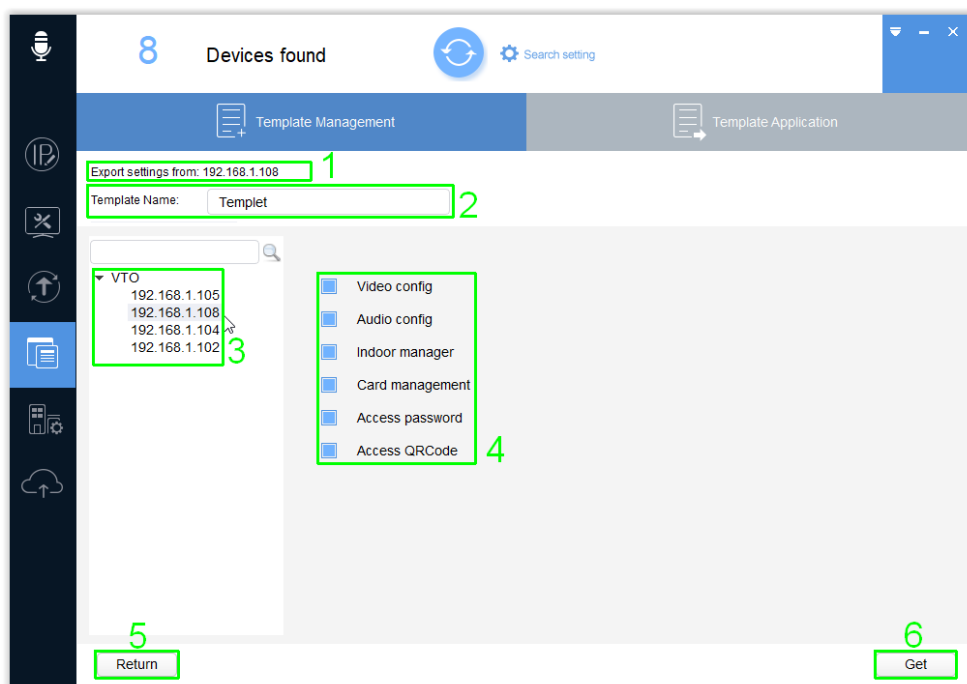 8 Devices found Search setting
Template Management Template Application
IP
Export settings from: 192.168.1.108 1
Template Name: Templet 2
VTO
192.168.1.105
192.168.1.108
192.168.1.104
192.168.1.102 3
Video config
Audio config
Indoor manager
Card management
Access password
Access QRCode 4
5 6
Return Get